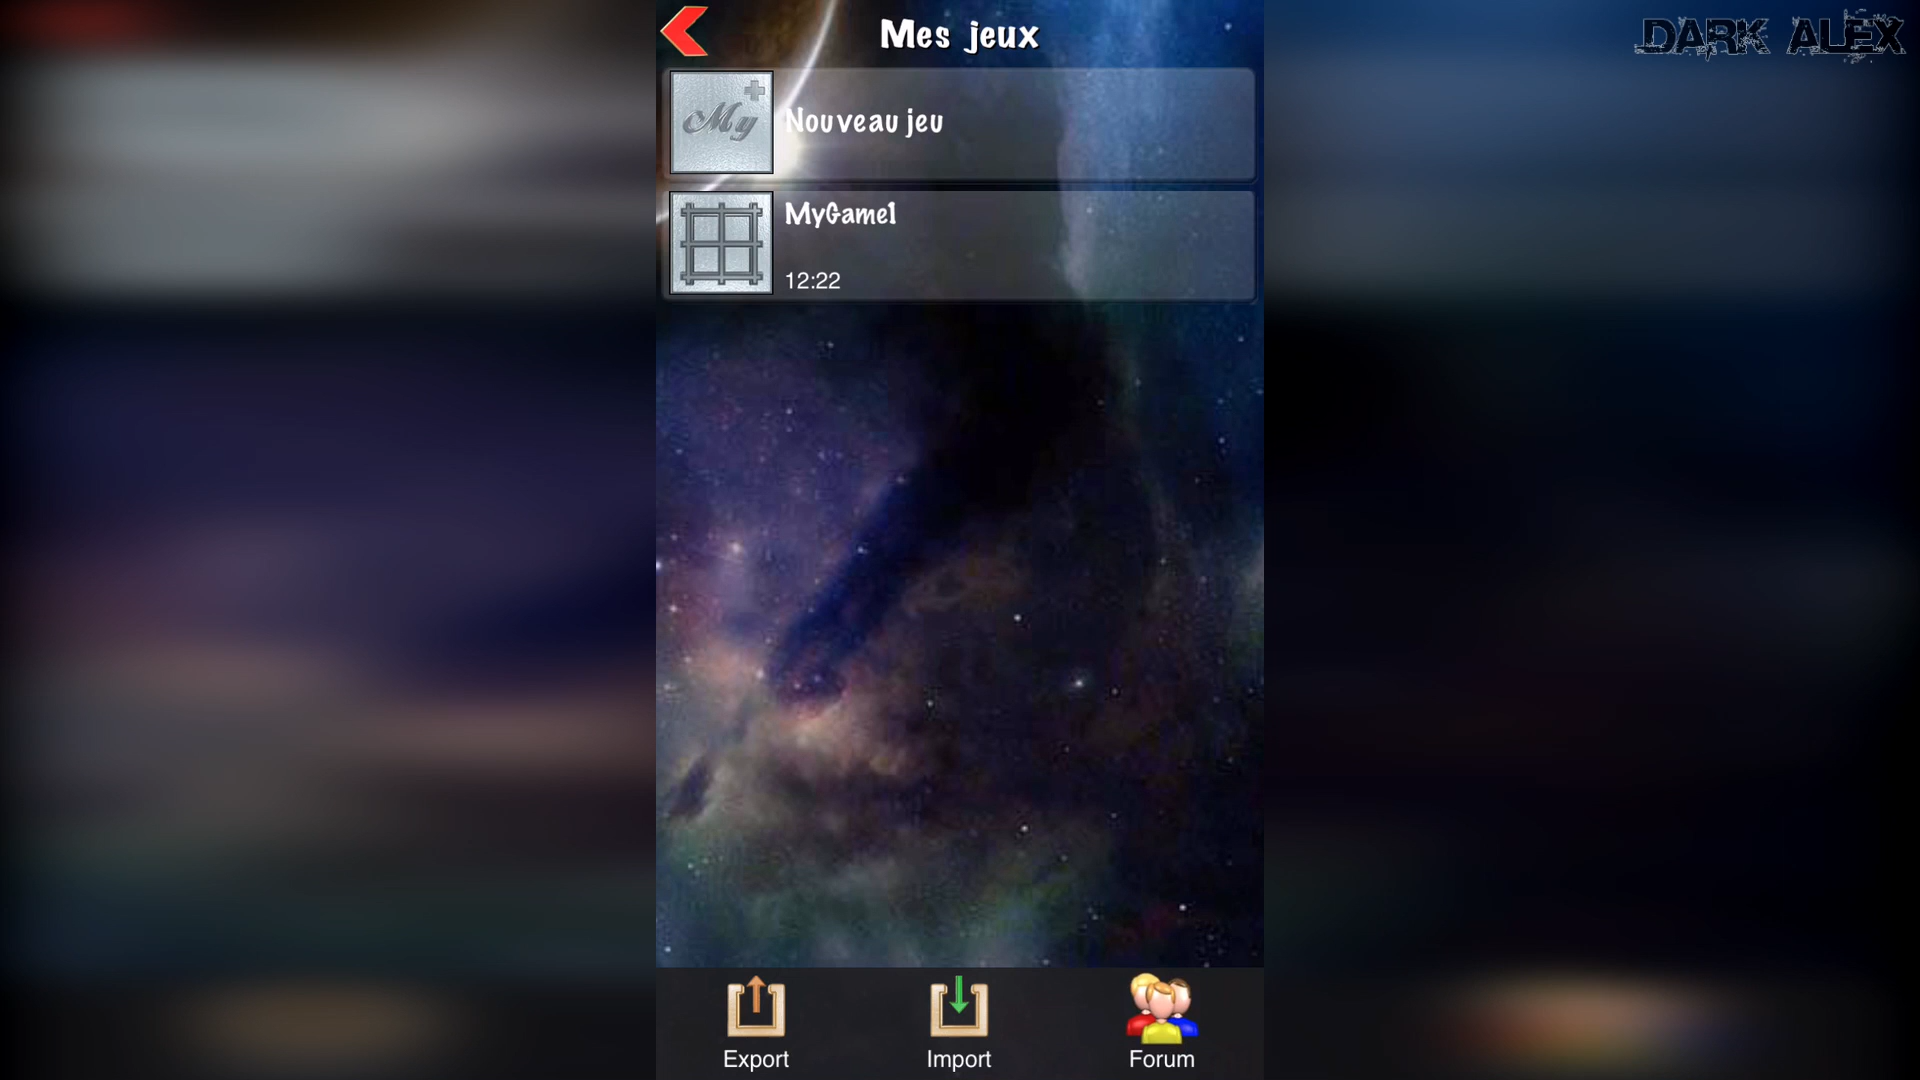 Mes jeux
DARK ALEX
My
Nouveau jeu
MyGame1
12:22
Export
Import
Forum